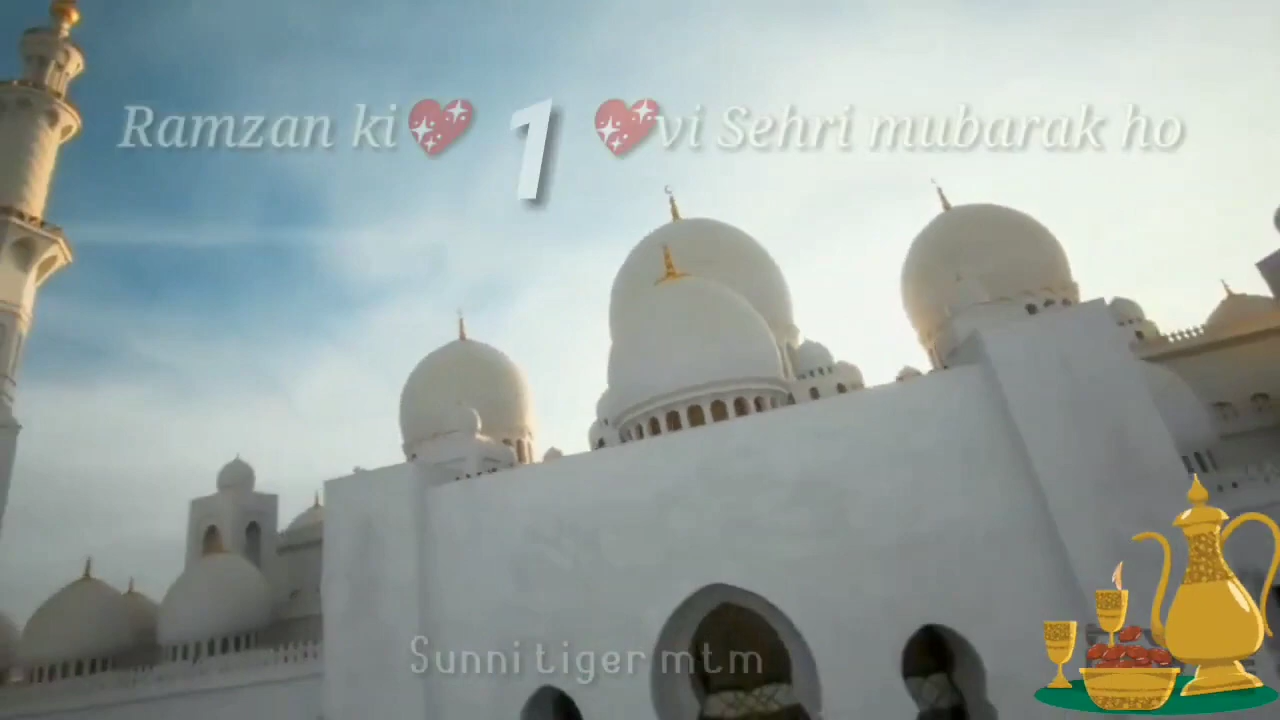 Ramzan ki💖 1 💖vi Sehri mubarak ho
Sunni tiger mtm